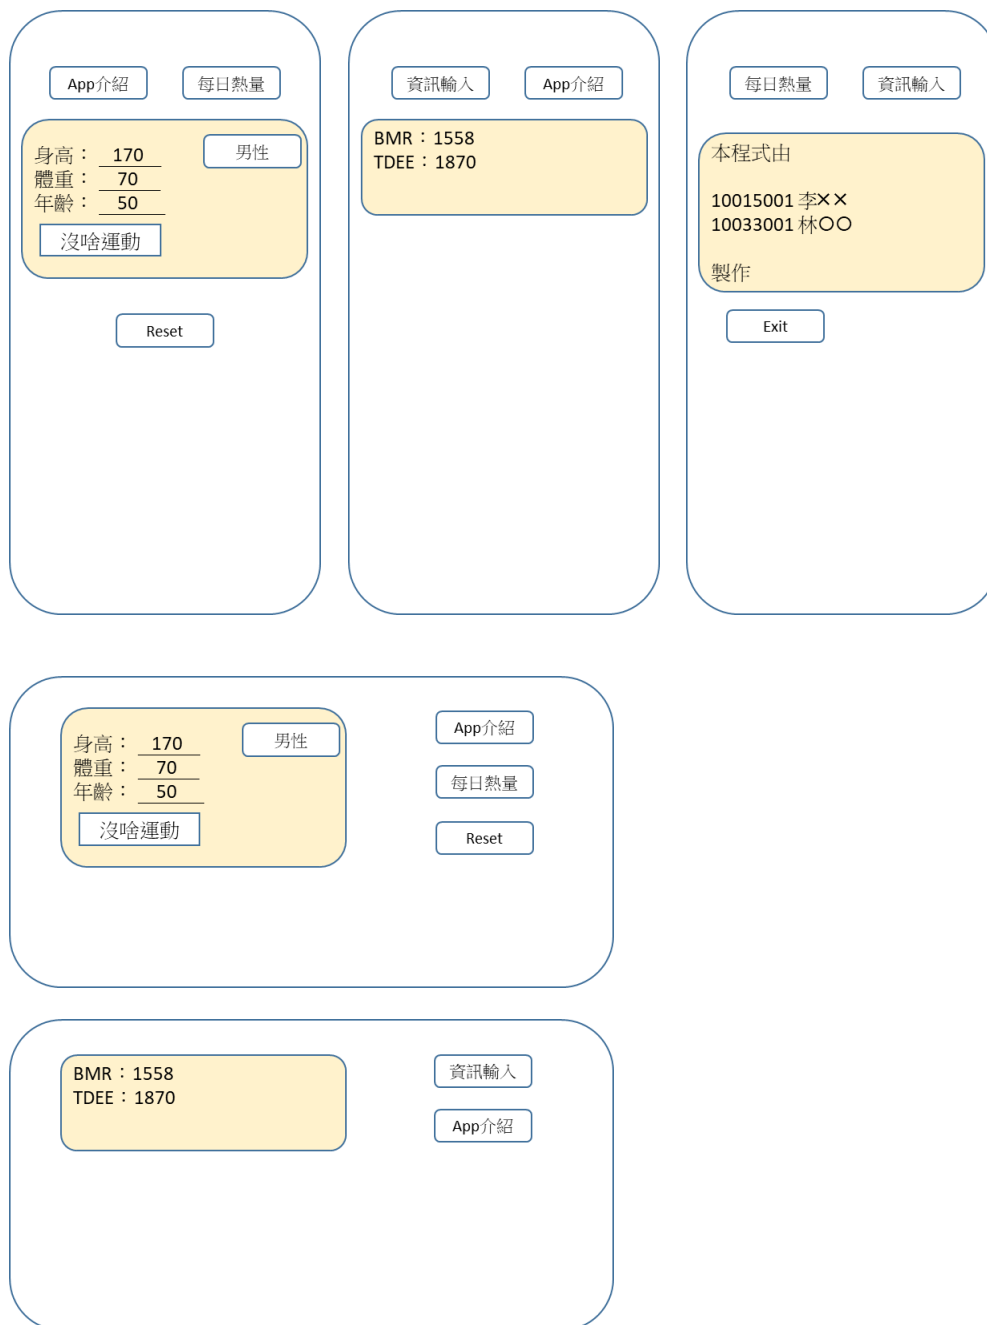 App介紹
每日熱量
身高： 170
男性
體重： 70
年齡： 50
沒啥運動
Reset
資訊輸入
App介紹
BMR：1558
TDEE：1870
每日熱量
資訊輸入
本程式由
10015001 李××
10033001 林〇〇
製作
Exit
身高： 170
男性
體重： 70
年齡： 50
沒啥運動
App介紹
每日熱量
Reset
BMR：1558
TDEE：1870
資訊輸入
App介紹